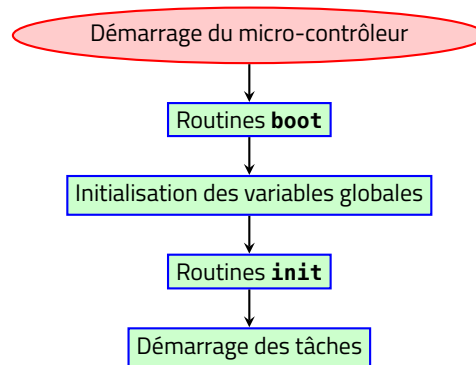 Démarrage du micro-contrôleur
Routines boot
Initialisation des variables globales
Routines init
Démarrage des tâches